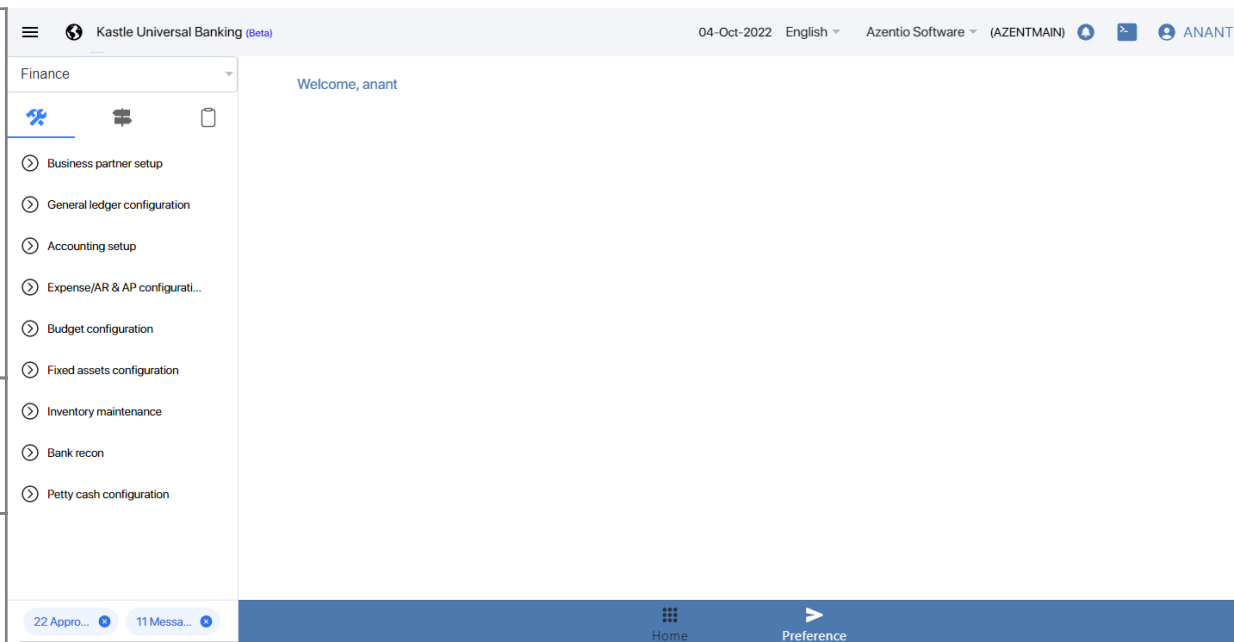 Kastle Universal Banking (Beta)
04-Oct-2022 English Azentio Software (AZENTMAIN) ANANT
Finance
Welcome, anant
Business partner setup
General ledger configuration
Accounting setup
Expense/AR & AP configurati...
Budget configuration
Fixed assets configuration
Inventory maintenance
Bank recon
Petty cash configuration
22 Appro... 11 Messa...
Home Preference